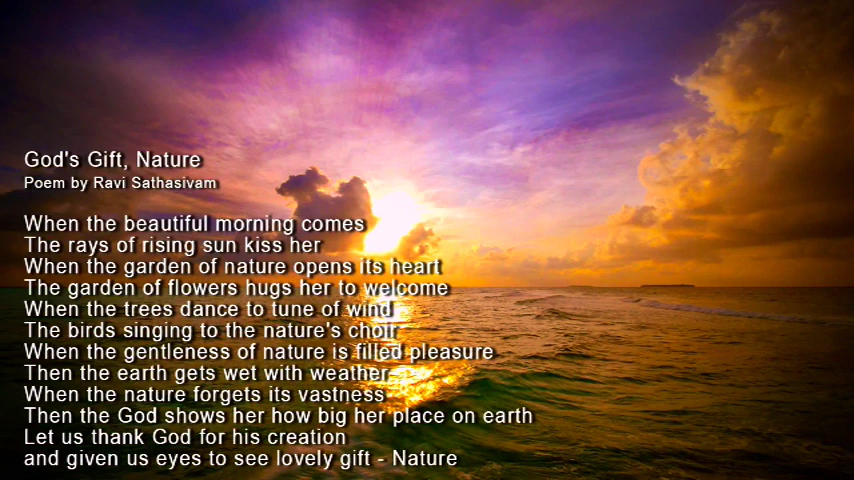 God's Gift, Nature
Poem by Ravi Sathasivam
When the beautiful morning comes
The rays of rising sun kiss her
When the garden of nature opens its heart
The garden of flowers hugs her to welcome
When the trees dance to tune of wind
The birds singing to the nature's choir
When the gentleness of nature is filled pleasure
Then the earth gets wet with weather
When the nature forgets its vastness
Then the God shows her how big her place on earth
Let us thank God for his creation
and given us eyes to see lovely gift - Nature